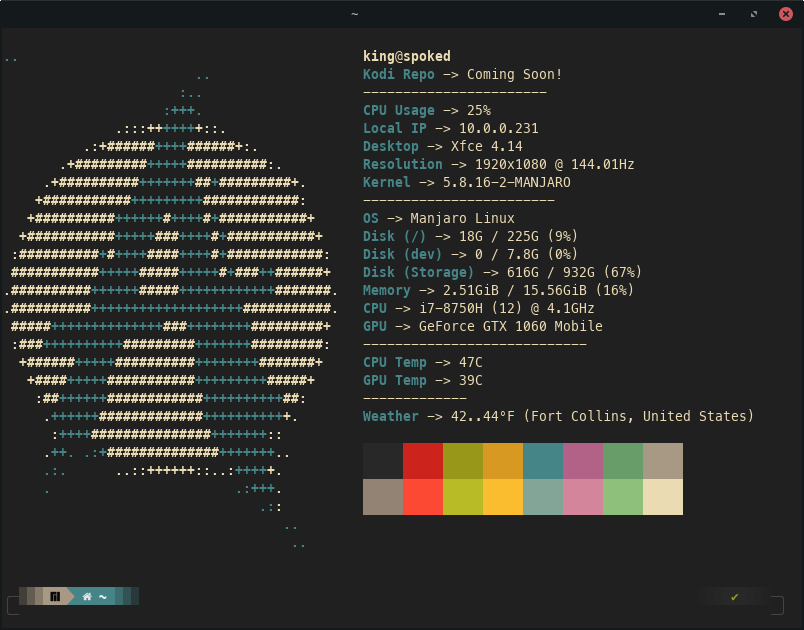 ~
king@spoked
Kodi Repo -> Coming Soon!
-----------------------
CPU Usage -> 25%
Local IP -> 10.0.0.231
Desktop -> Xfce 4.14
Resolution -> 1920x1080 @ 144.01Hz
Kernel -> 5.8.16-2-MANJARO
------------------------
OS -> Manjaro Linux
Disk (/) -> 18G / 225G (9%)
Disk (dev) -> 0 / 7.8G (0%)
Disk (Storage) -> 616G / 932G (67%)
Memory -> 2.51GiB / 15.56GiB (16%)
CPU -> i7-8750H (12) @ 4.1GHz
GPU -> GeForce GTX 1060 Mobile
----------------------------
CPU Temp -> 47C
GPU Temp -> 39C
-------------
Weather -> 42..44°F (Fort Collins, United States)
~